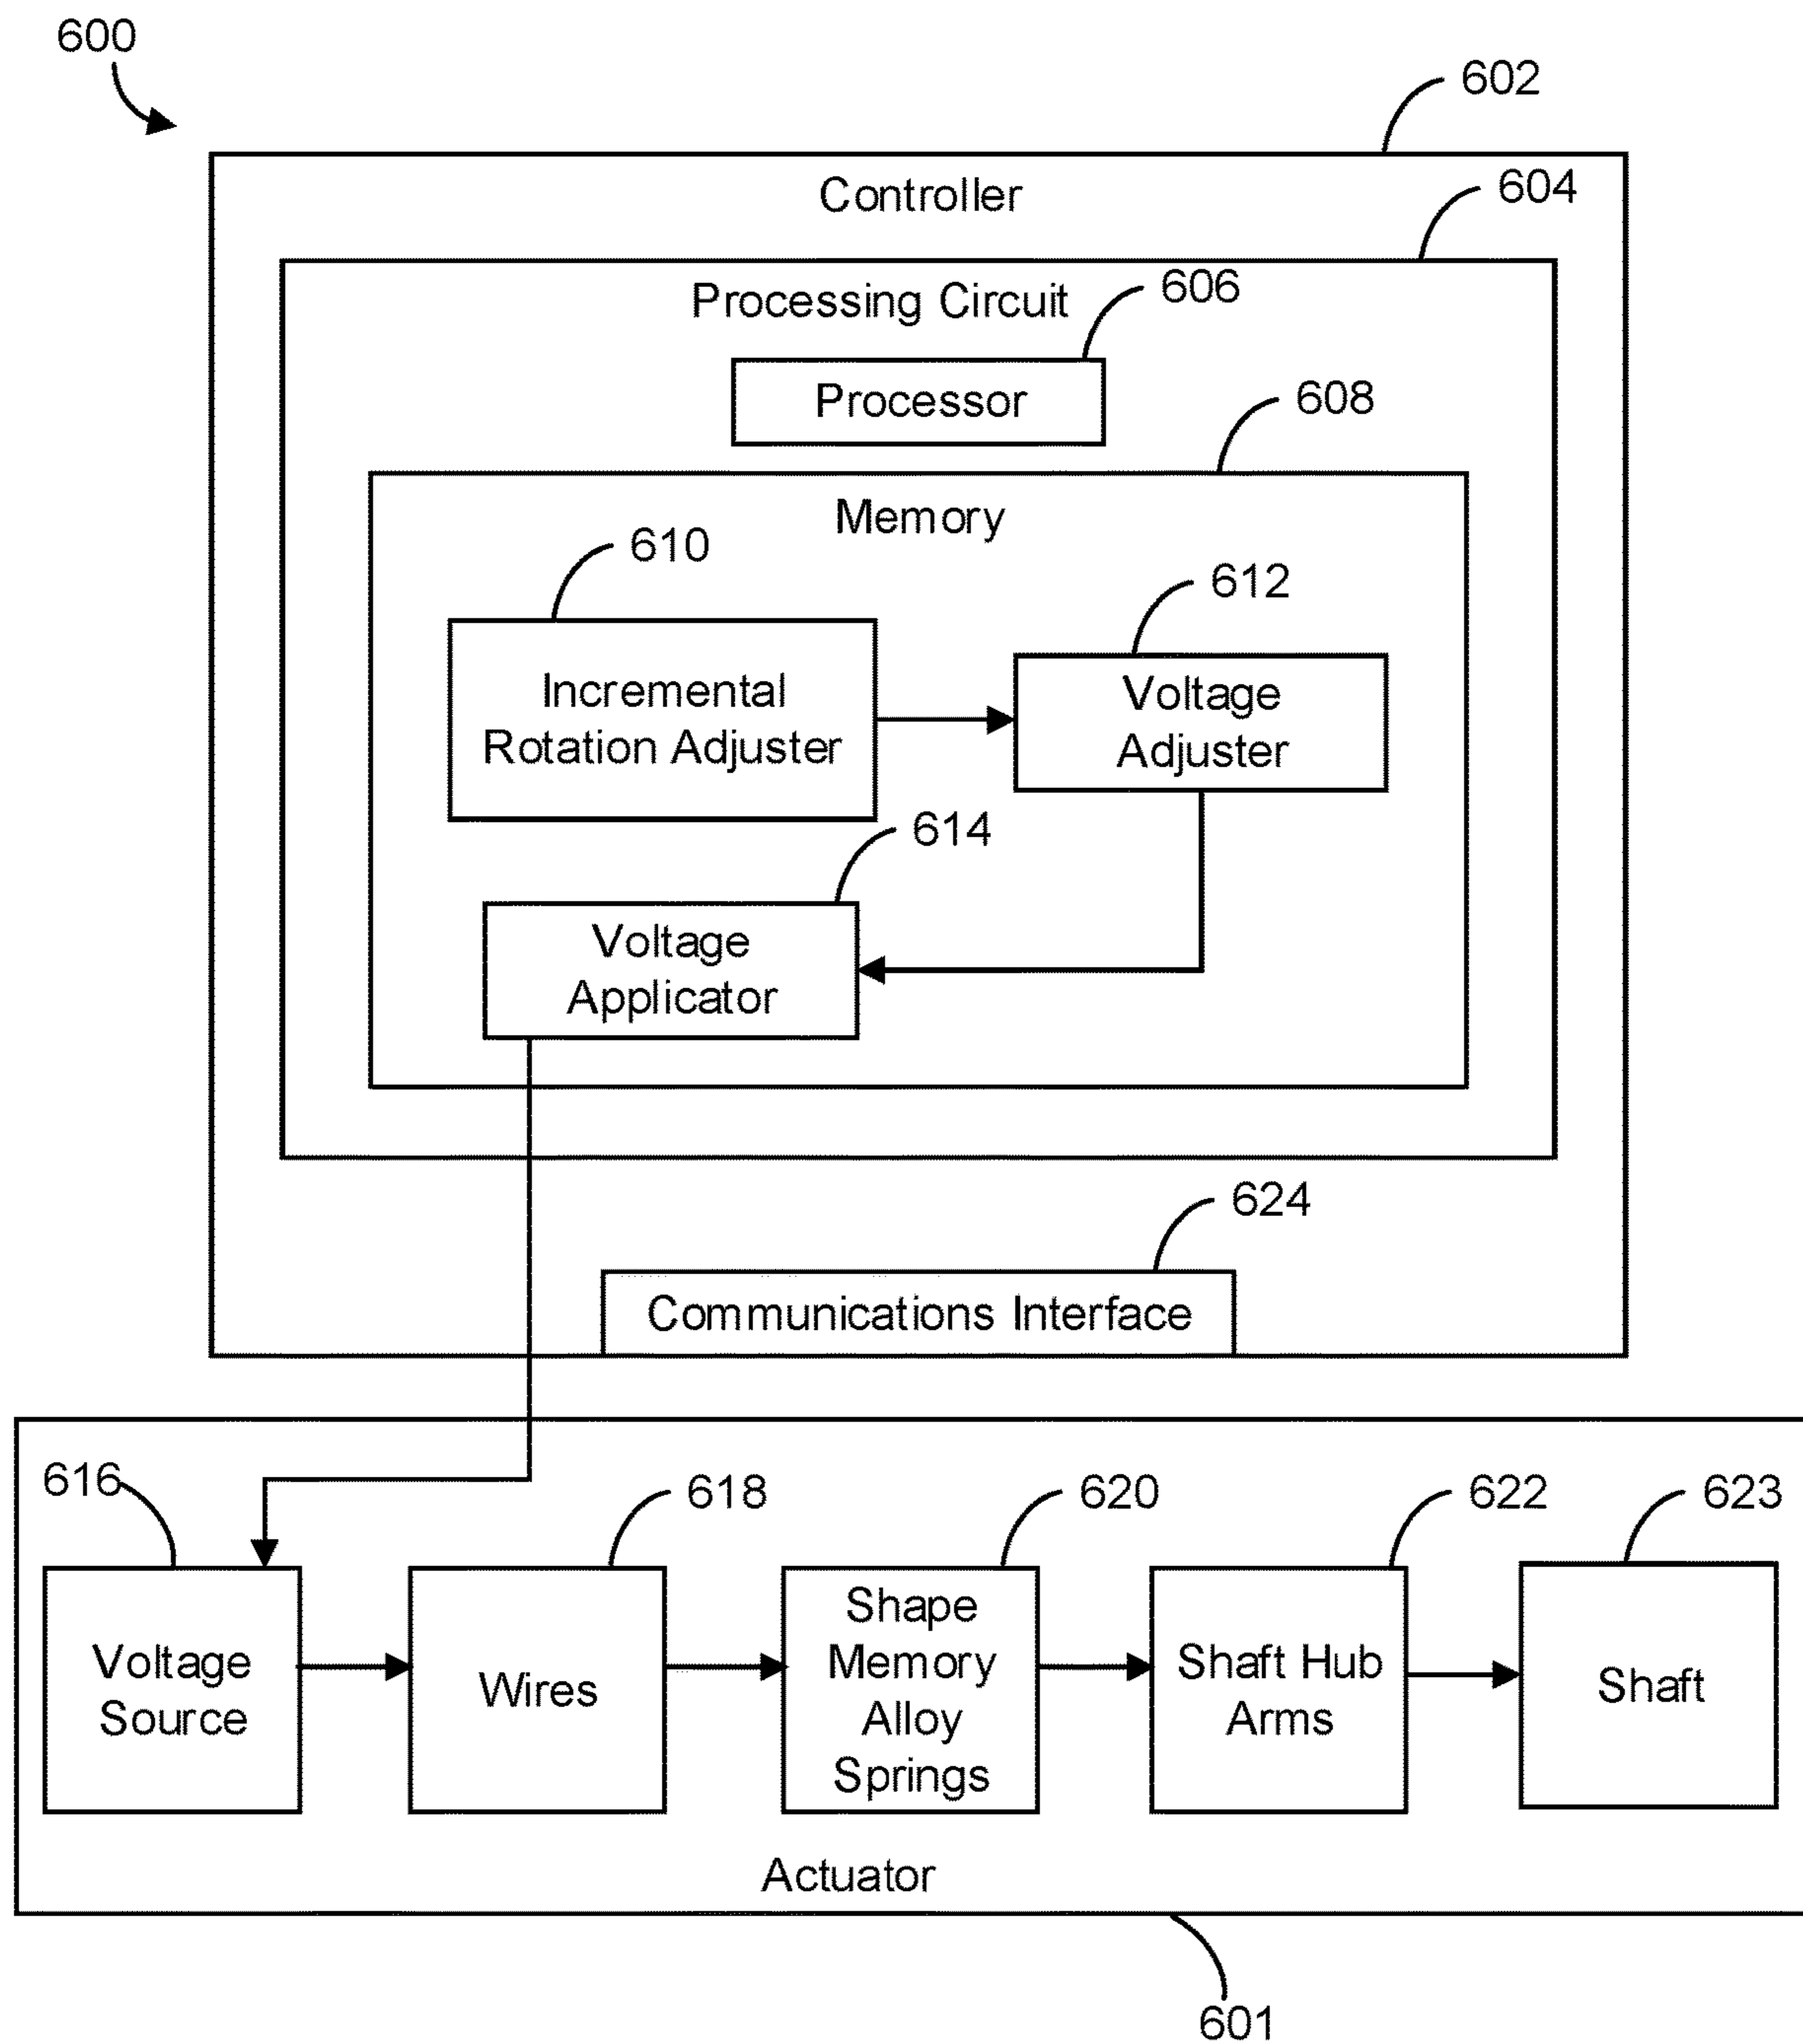 600
602
Controller
604
Processing Circuit
606
Processor
608
Memory
610
612
Incremental
Rotation Adjuster
Voltage
Adjuster
614
Voltage
Applicator
624
Communications Interface
616
618
620
622
623
Voltage
Source
Wires
Shape
Memory
Alloy
Springs
Shaft Hub
Arms
Shaft
Actuator
601